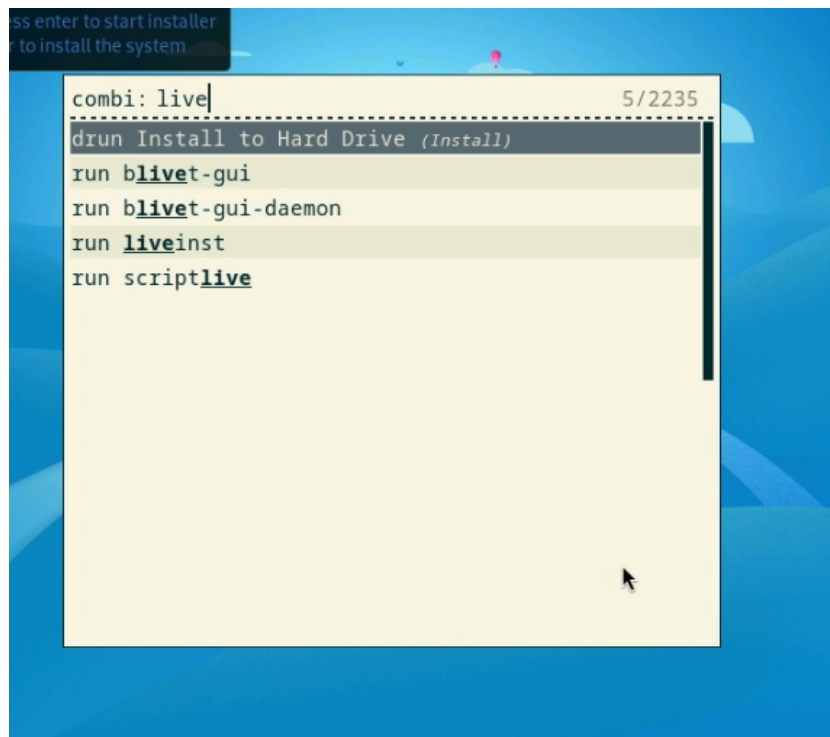 enter to start installer
to install the system
combi: live 5/2235
drun Install to Hard Drive (Install)
run blivet-gui
run blivet-gui-daemon
run liveinst
run scriptlive